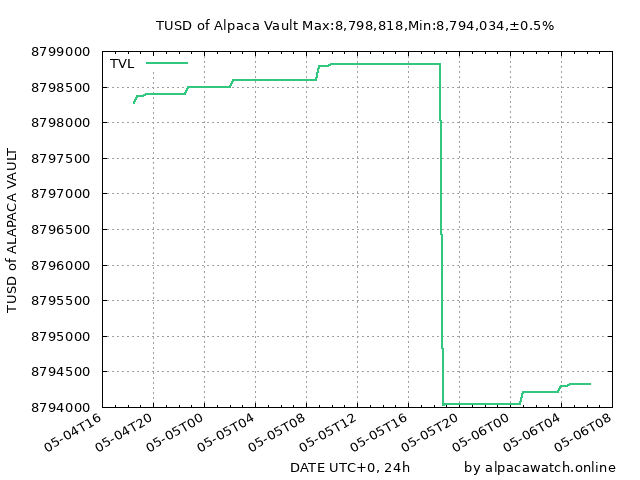 TUSD of Alpaca Vault Max:8,798,818,Min:8,794,034,±0.5%
TVL
8799000
8798500
8798000
8797500
8797000
8796500
8796000
8795500
8795000
8794500
8794000
TUSD of ALAPACA VAULT
05-04T16
05-04T20
05-05T00
05-05T04
05-05T08
05-05T12
05-05T16
05-05T20
05-06T00
05-06T04
05-06T08
DATE UTC+0, 24h
by alpacawatch.online